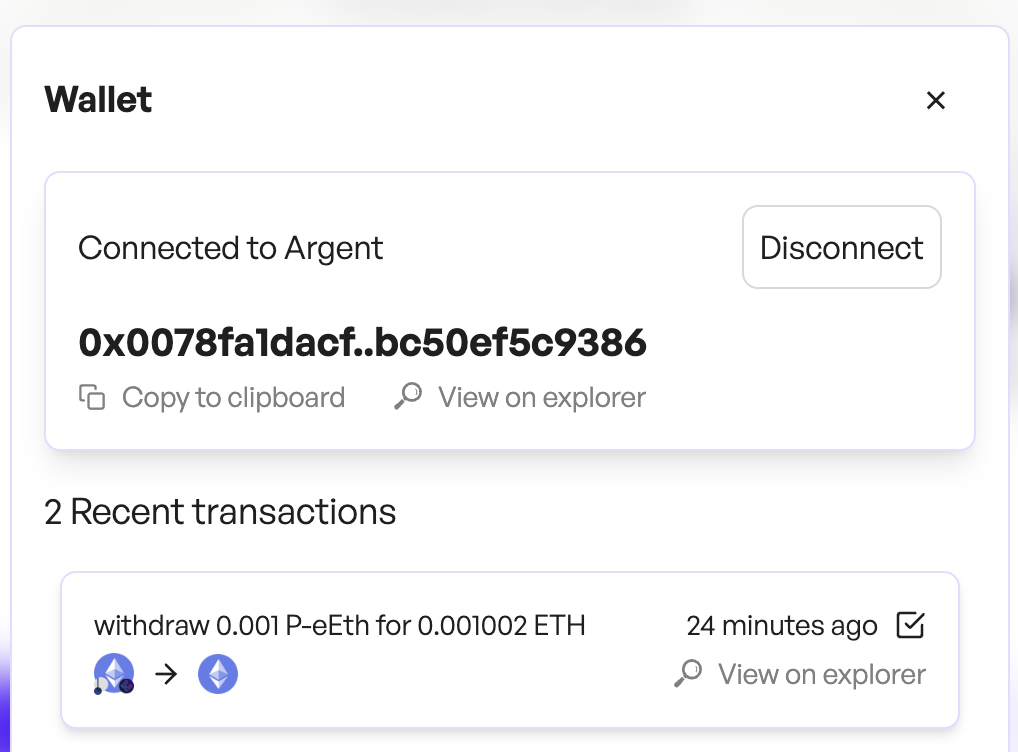 Wallet
Connected to Argent
Disconnect
0x0078fa1dacf..bc50ef5c9386
Copy to clipboard
View on explorer
2 Recent transactions
withdraw 0.001 P-eEth for 0.001002 ETH
24 minutes ago
View on explorer